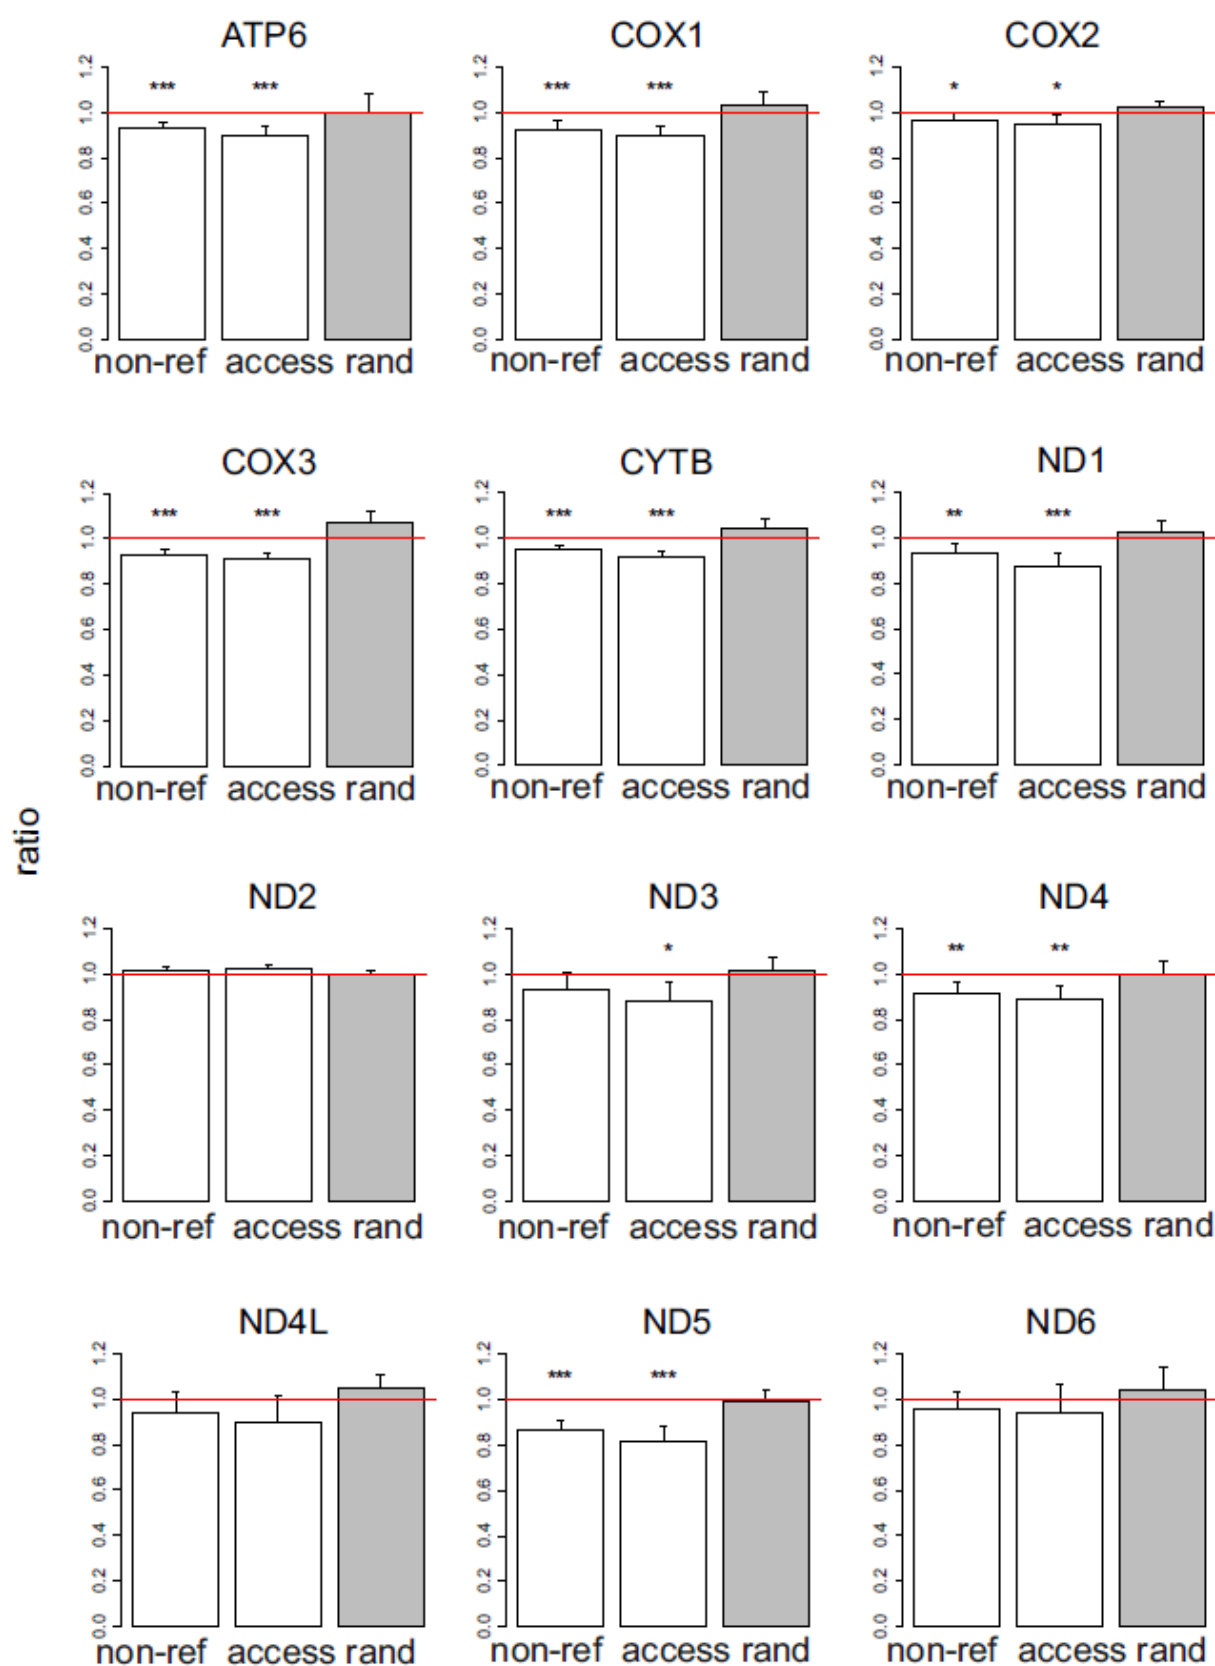 ATP6 COX1 COX2
1.2 1.2 1.2
*** *** *** *** * *
1.0 1.0 1.0
0.8 0.8 0.8
0.6 0.6 0.6
0.4 0.4 0.4
0.2 0.2 0.2
0.0 0.0 0.0
non-ref access rand non-ref access rand non-ref access rand
COX3 CYTB ND1
1.2 1.2 1.2
*** *** *** *** ** ***
1.0 1.0 1.0
0.8 0.8 0.8
0.6 0.6 0.6
0.4 0.4 0.4
0.2 0.2 0.2
0.0 0.0 0.0
non-ref access rand non-ref access rand non-ref access rand
ratio
ND2 ND3 ND4
1.2 1.2 1.2
* ** **
1.0 1.0 1.0
0.8 0.8 0.8
0.6 0.6 0.6
0.4 0.4 0.4
0.2 0.2 0.2
0.0 0.0 0.0
non-ref access rand non-ref access rand non-ref access rand
ND4L ND5 ND6
1.2 1.2 1.2
*** ***
1.0 1.0 1.0
0.8 0.8 0.8
0.6 0.6 0.6
0.4 0.4 0.4
0.2 0.2 0.2
0.0 0.0 0.0
non-ref access rand non-ref access rand non-ref access rand